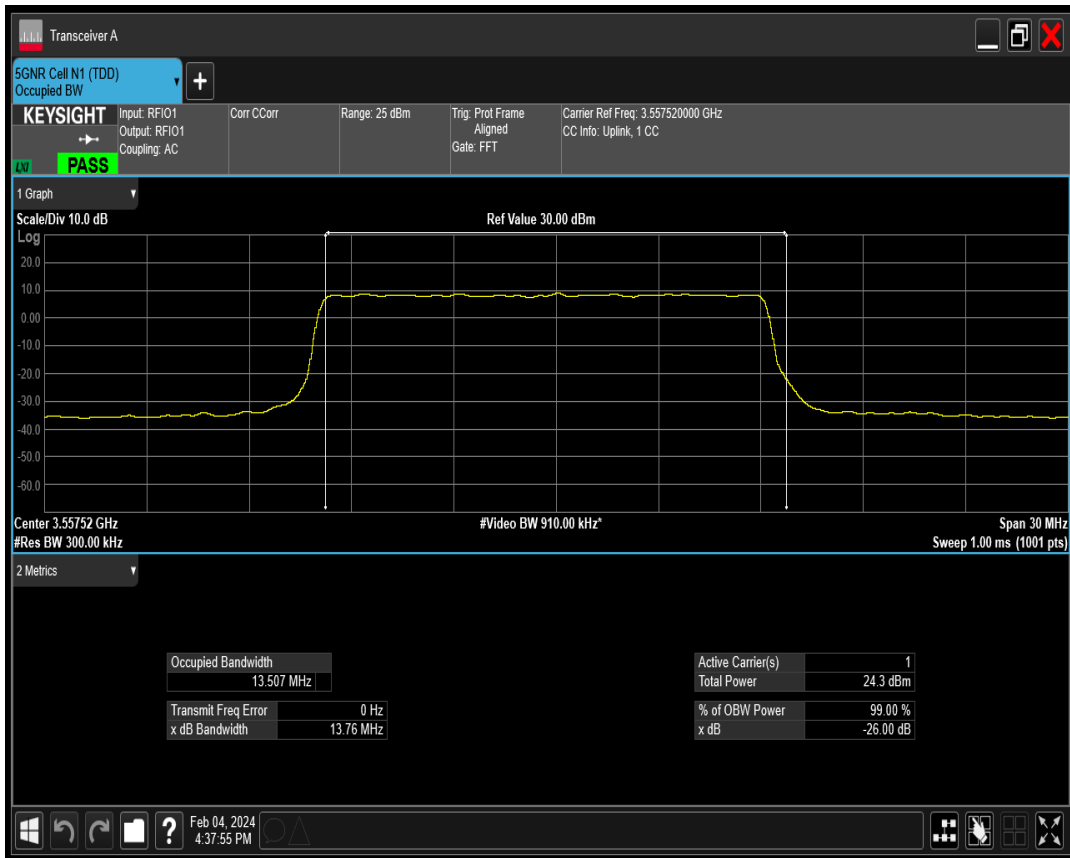 Transceiver A
5GNR Cell N1 (TDD)
Occupied BW
+
KEYSIGHT
Input: RFIO1
Output: RFIO1
Coupling: AC
Corr CCorr
Range: 25 dBm
Trig: Prot Frame
Aligned
Gate: FFT
Carrier Ref Freq: 3.557520000 GHz
CC Info: Uplink, 1 CC
LXI
PASS
1 Graph
Scale/Div 10.0 dB
Ref Value 30.00 dBm
Log
20.0
10.0
0.00
-10.0
-20.0
-30.0
-40.0
-50.0
-60.0
Center 3.55752 GHz
#Video BW 910.00 kHz*
Span 30 MHz
#Res BW 300.00 kHz
Sweep 1.00 ms (1001 pts)
2 Metrics
Occupied Bandwidth
13.507 MHz
Transmit Freq Error 0 Hz
x dB Bandwidth 13.76 MHz
Active Carrier(s) 1
Total Power 24.3 dBm
% of OBW Power 99.00 %
x dB -26.00 dB
?
Feb 04, 2024
4:37:55 PM